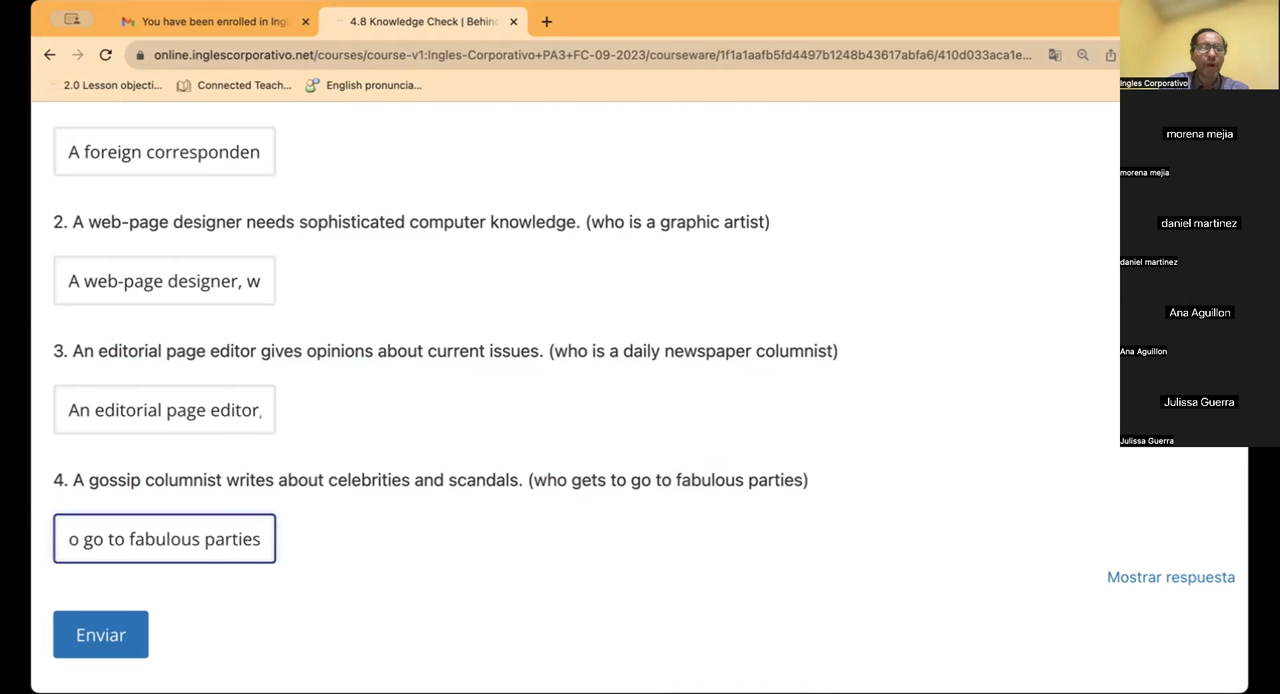 You have been enrolled in Ingl
4.8 Knowledge Check | Behin
online.inglescorporativo.net/courses/course-v1:Ingles-Corporativo+PA3+FC-09-2023/courseware/1f1a1aafb5fd4497b1248b43617abfa6/410d033aca1e...
2.0 Lesson objecti...
Connected Teach...
English pronuncia...
A foreign corresponden
2. A web-page designer needs sophisticated computer knowledge. (who is a graphic artist)
A web-page designer, w
3. An editorial page editor gives opinions about current issues. (who is a daily newspaper columnist)
An editorial page editor,
4. A gossip columnist writes about celebrities and scandals. (who gets to go to fabulous parties)
o go to fabulous parties
Mostrar respuesta
Enviar
Ingles Corporativo
morena mejia
morena mejia
daniel martinez
daniel martinez
Ana Aguillon
Ana Aguillon
Julissa Guerra
Julissa Guerra